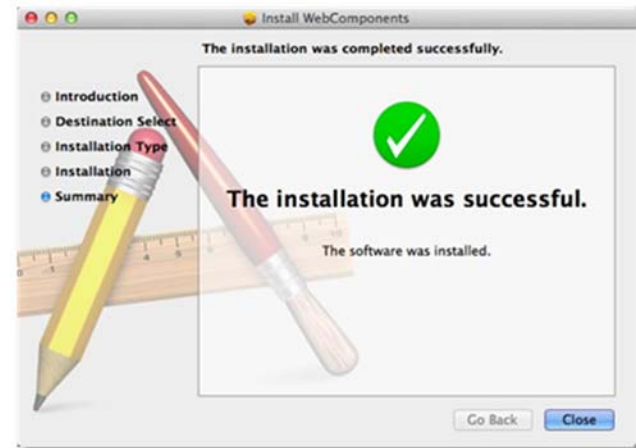 Install WebComponents
The installation was completed successfully.
Introduction
Destination Select
Installation Type
Installation
Summary
The installation was successful.
The software was installed.
Go Back
Close